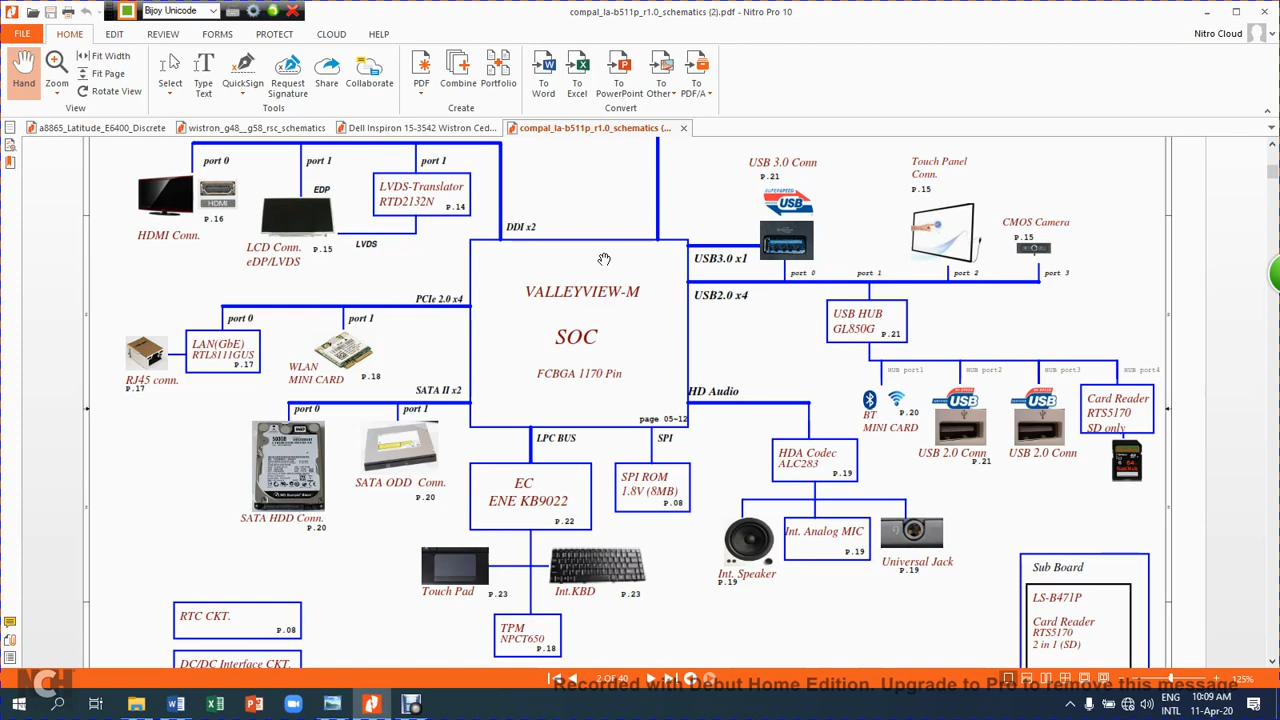 Bijoy Unicode
compal_la-b511p_r1.0_schematics (2).pdf - Nitro Pro 10
FILE HOME EDIT REVIEW FORMS PROTECT CLOUD HELP
Nitro Cloud
Hand
Zoom
Fit Width
Fit Page
Rotate View
View
Select
Type
Text
QuickSign
Request
Signature
Share
Collaborate
Tools
PDF
Combine
Portfolio
Create
To
Word
To
Excel
To
PowerPoint
To
Other
To
PDF/A
Convert
a8865_Latitude_E6400_Discrete
wistron_g48__g58_rsc_schematics
Dell Inspiron 15-3542 Wistron Ced...
compal_la-b511p_r1.0_schematics (...
port 0
port 1
port 1
HDMI
P.16
HDMI Conn.
EDP
LCD Conn.
P.15
eDP/LVDS
LVDS-Translator
RTD2132N
P.14
LVDS
DDI x2
USB 3.0 Conn
P.21
SUPERSPEED
USB
Touch Panel
Conn.
P.15
CMOS Camera
P.15
USB3.0 x1
port 0
port 1
port 2
port 3
USB2.0 x4
VALLEYVIEW-M
SOC
FCBGA 1170 Pin
page 05~12
PCIe 2.0 x4
port 0
port 1
LAN(GbE)
RTL8111GUS
P.17
RJ45 conn.
P.17
WLAN
MINI CARD
P.18
USB HUB
GL850G
P.21
HUB port1
HUB port2
HUB port3
HUB port4
BT
MINI CARD
P.20
USB
USB 2.0 Conn
P.21
USB
USB 2.0 Conn
Card Reader
RTS5170
SD only
SATA II x2
port 0
port 1
500GB
SATA HDD Conn.
P.20
SATA ODD Conn.
P.20
LPC BUS
SPI
EC
ENE KB9022
P.22
SPI ROM
1.8V (8MB)
P.08
HD Audio
HDA Codec
ALC283
P.19
Int. Speaker
P.19
Int. Analog MIC
P.19
Universal Jack
P.19
Touch Pad
P.23
Int.KBD
P.23
TPM
NPCT650
P.18
RTC CKT.
P.08
DC/DC Interface CKT.
Sub Board
LS-B471P
Card Reader
RTS5170
2 in 1 (SD)
NCH
2 OF 40
125%
Recorded with Debut Home Edition. Upgrade to Pro to remove this message
ENG
INTL
10:09 AM
11-Apr-20